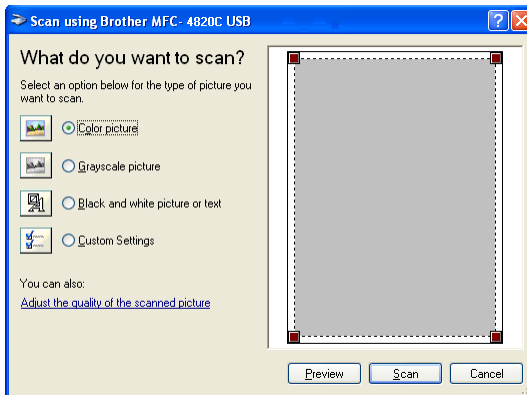 Scan using Brother MFC- 4820C USB
What do you want to scan?
Select an option below for the type of picture you
want to scan.
Color picture
Grayscale picture
Black and white picture or text
Custom Settings
You can also:
Adjust the quality of the scanned picture
Preview Scan Cancel